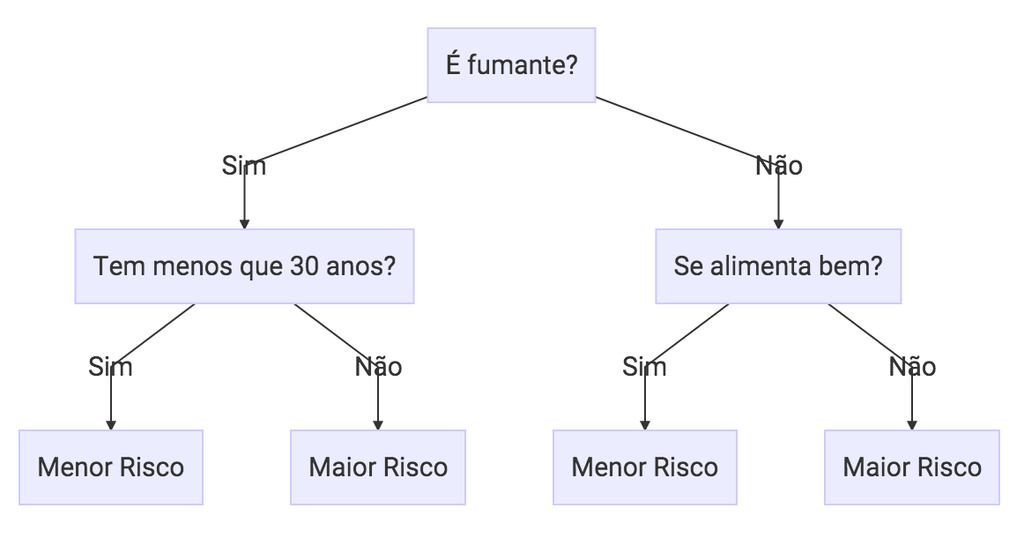 É fumante?
Sim
Não
Tem menos que 30 anos?
Se alimenta bem?
Sim
Não
Sim
Não
Menor Risco
Maior Risco
Menor Risco
Maior Risco